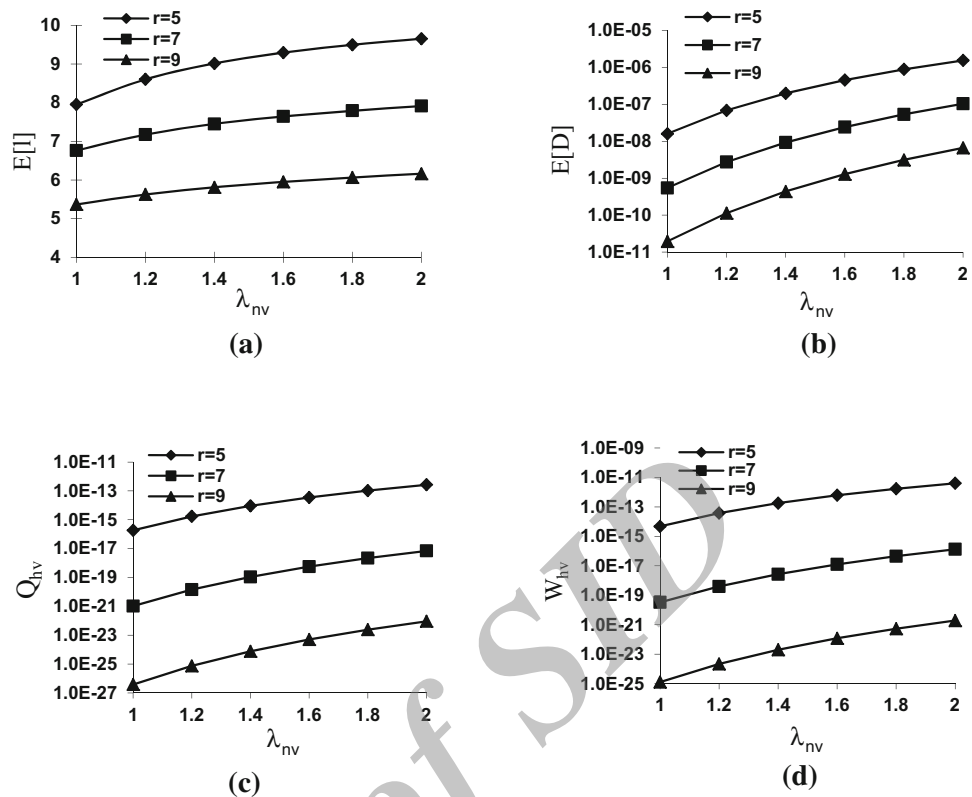 r=5
r=7
r=9
10
9
8
7
6
5
4
E[l]
1 1.2 1.4 1.6 1.8 2
λnv
(a)
r=5
r=7
r=9
1.0E-05
1.0E-06
1.0E-07
1.0E-08
1.0E-09
1.0E-10
1.0E-11
E[D]
1 1.2 1.4 1.6 1.8 2
λnv
(b)
r=5
r=7
r=9
1.0E-11
1.0E-13
1.0E-15
1.0E-17
1.0E-19
1.0E-21
1.0E-23
1.0E-25
1.0E-27
Qhv
1 1.2 1.4 1.6 1.8 2
λnv
(c)
r=5
r=7
r=9
1.0E-09
1.0E-11
1.0E-13
1.0E-15
1.0E-17
1.0E-19
1.0E-21
1.0E-23
1.0E-25
Whv
1 1.2 1.4 1.6 1.8 2
λnv
(d)
of SID